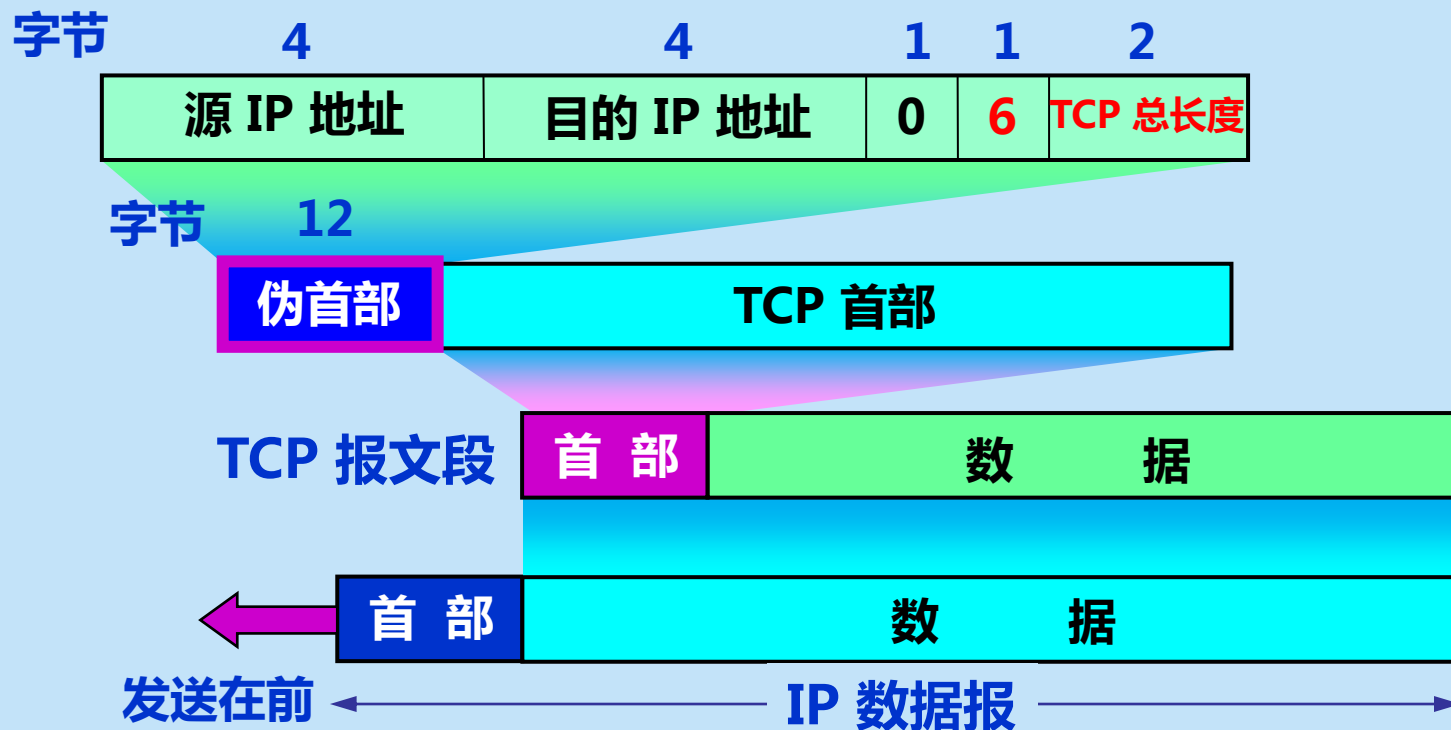 字节 4 4 1 1 2
源 IP 地址 目的 IP 地址 0 6 TCP 总长度
字节 12
伪首部 TCP 首部
TCP 报文段 首 部 数 据
首 部 数 据
发送在前 IP 数据报